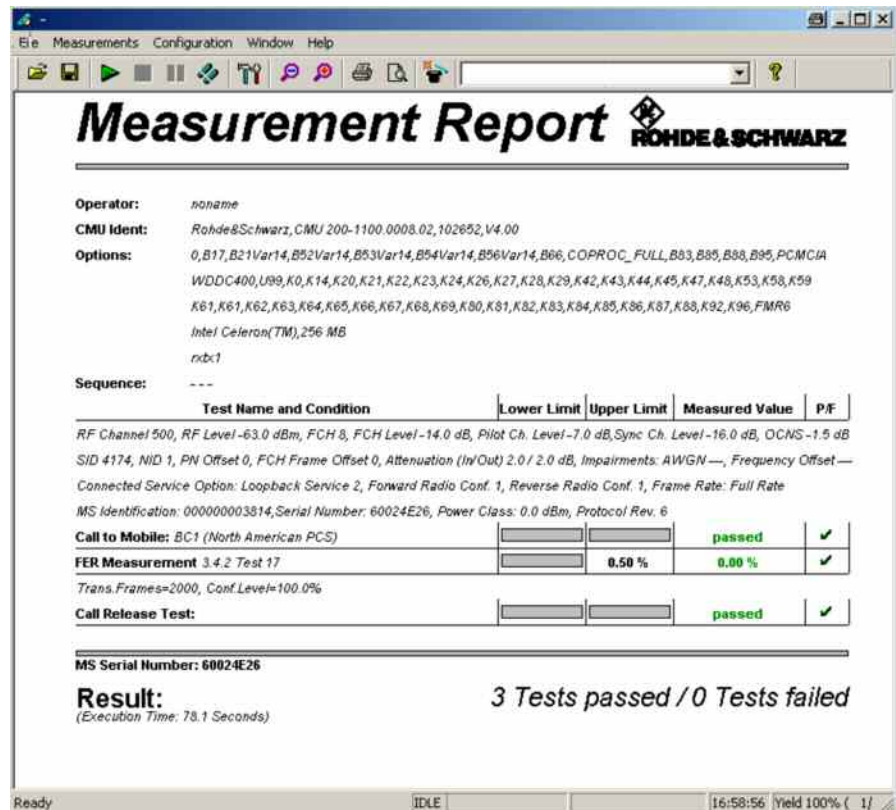 -
File Measurements Configuration Window Help
Measurement Report ROHDE&SCHWARZ
Operator: noname
CMU Ident: Rohde&Schwarz,CMU 200-1100.0008.02,102652,V4.00
Options: 0,B17,B21Var14,B52Var14,B53Var14,B54Var14,B56Var14,B66,COPROC_FULL,B83,B85,B88,B95,PCMCIA
WDDC400,U99,K0,K14,K20,K21,K22,K23,K24,K26,K27,K28,K29,K42,K43,K44,K45,K47,K48,K53,K58,K59
K61,K61,K62,K63,K64,K65,K66,K67,K68,K69,K80,K81,K82,K83,K84,K85,K86,K87,K88,K92,K96,FMR6
Intel Celeron(TM),256 MB
rxtx1
Sequence: - - -
Test Name and Condition Lower Limit Upper Limit Measured Value P/F
RF Channel 500, RF Level -63.0 dBm, FCH 8, FCH Level -14.0 dB, Pilot Ch. Level -7.0 dB,Sync Ch. Level -16.0 dB, OCNS -1.5 dB
SID 4174, NID 1, PN Offset 0, FCH Frame Offset 0, Attenuation (In/Out) 2.0 / 2.0 dB, Impairments: AWGN ---, Frequency Offset ---
Connected Service Option: Loopback Service 2, Forward Radio Conf. 1, Reverse Radio Conf. 1, Frame Rate: Full Rate
MS Identification: 000000003814,Serial Number: 60024E26, Power Class: 0.0 dBm, Protocol Rev. 6
Call to Mobile: BC1 (North American PCS) passed ✔
FER Measurement 3.4.2 Test 17 0.50 % 0.00 % ✔
Trans.Frames=2000, Conf.Level=100.0%
Call Release Test: passed ✔
MS Serial Number: 60024E26
Result: 3 Tests passed / 0 Tests failed
(Execution Time: 78.1 Seconds)
Ready IDLE 16:58:56 Yield 100% ( 1/